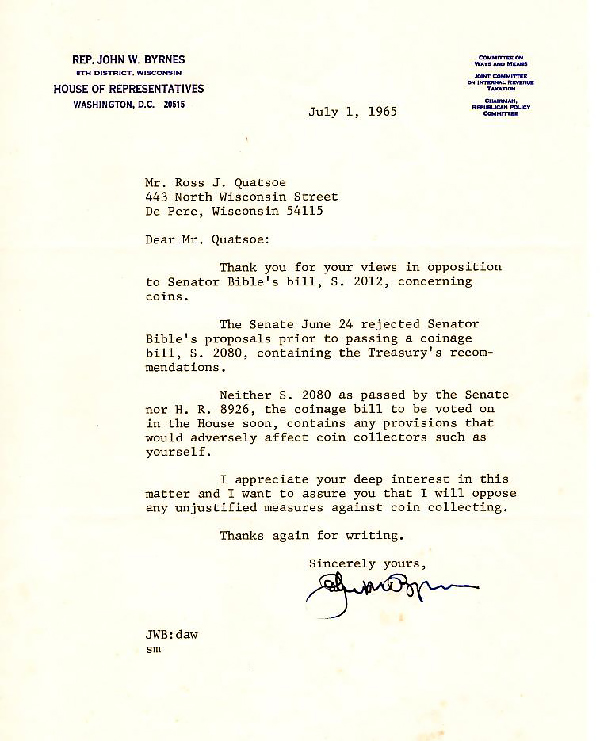 REP. JOHN W. BYRNES
8TH DISTRICT, WISCONSIN
HOUSE OF REPRESENTATIVES
WASHINGTON, D.C. 20515
COMMITTEE ON
WAYS AND MEANS
JOINT COMMITTEE
ON INTERNAL REVENUE
TAXATION
CHAIRMAN,
REPUBLICAN POLICY
COMMITTEE
July 1, 1965
Mr. Ross J. Quatsoe
443 North Wisconsin Street
De Pere, Wisconsin 54115
Dear Mr. Quatsoe:
Thank you for your views in opposition
to Senator Bible's bill, S. 2012, concerning
coins.
The Senate June 24 rejected Senator
Bible's proposals prior to passing a coinage
bill, S. 2080, containing the Treasury's recom-
mendations.
Neither S. 2080 as passed by the Senate
nor H. R. 8926, the coinage bill to be voted on
in the House soon, contains any provisions that
would adversely affect coin collectors such as
yourself.
I appreciate your deep interest in this
matter and I want to assure you that I will oppose
any unjustified measures against coin collecting.
Thanks again for writing.
Sincerely yours,
JWB:daw
sm